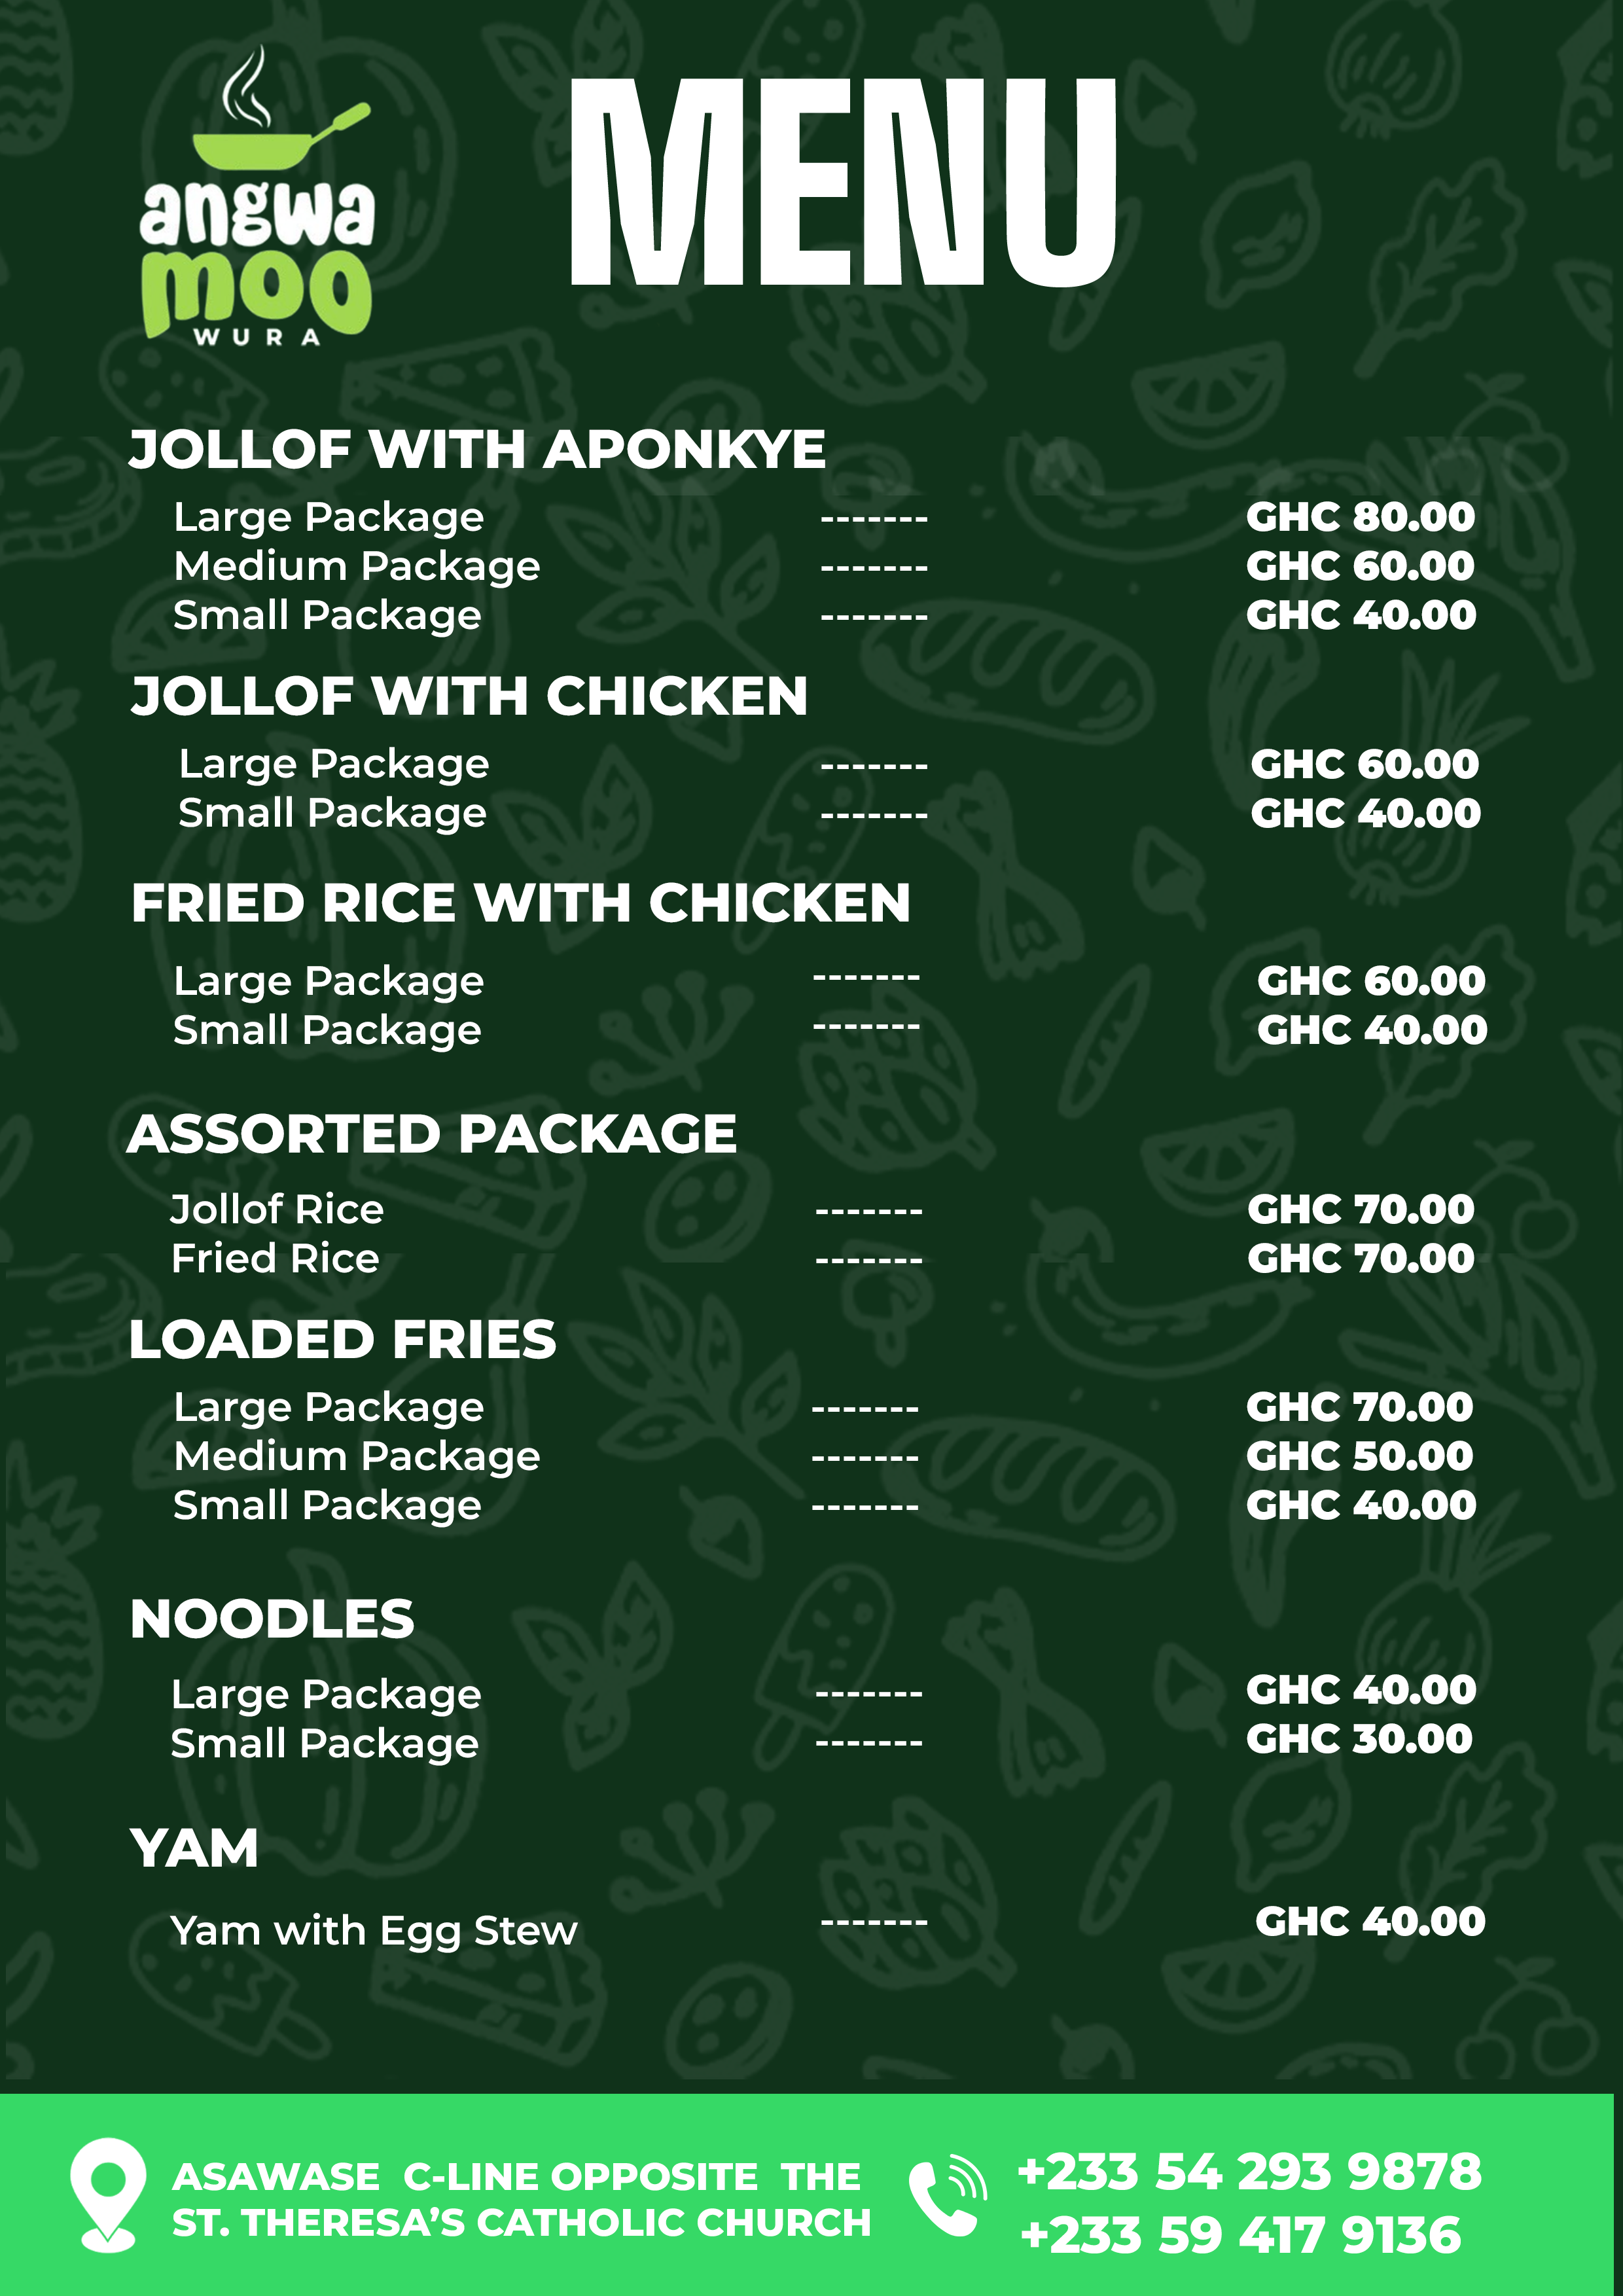 angwa
moo
WURA
MENU
JOLLOF WITH APONKYE
Large Package ------- GHC 80.00
Medium Package ------- GHC 60.00
Small Package ------- GHC 40.00
JOLLOF WITH CHICKEN
Large Package ------- GHC 60.00
Small Package ------- GHC 40.00
FRIED RICE WITH CHICKEN
Large Package ------- GHC 60.00
Small Package ------- GHC 40.00
ASSORTED PACKAGE
Jollof Rice ------- GHC 70.00
Fried Rice ------- GHC 70.00
LOADED FRIES
Large Package ------- GHC 70.00
Medium Package ------- GHC 50.00
Small Package ------- GHC 40.00
NOODLES
Large Package ------- GHC 40.00
Small Package ------- GHC 30.00
YAM
Yam with Egg Stew ------- GHC 40.00
ASAWASE C-LINE OPPOSITE THE
ST. THERESA'S CATHOLIC CHURCH
+233 54 293 9878
+233 59 417 9136